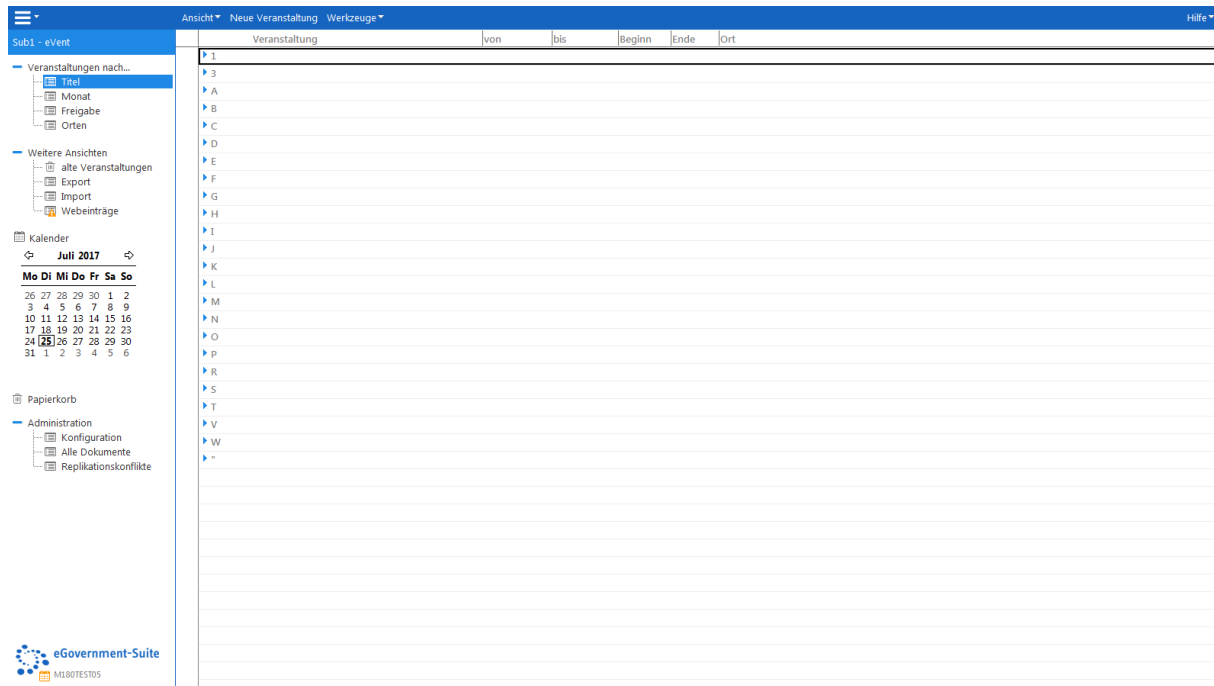 Ansicht Neue Veranstaltung Werkzeuge Hilfe
Sub1 - eVent
Veranstaltungen nach...
Titel
Monat
Freigabe
Orten
Weitere Ansichten
alte Veranstaltungen
Export
Import
Webeinträge
Kalender
Juli 2017
Mo Di Mi Do Fr Sa So
26 27 28 29 30 1 2
3 4 5 6 7 8 9
10 11 12 13 14 15 16
17 18 19 20 21 22 23
24 25 26 27 28 29 30
31 1 2 3 4 5 6
Papierkorb
Administration
Konfiguration
Alle Dokumente
Replikationskonflikte
eGovernment-Suite
M180TEST05
Veranstaltung von bis Beginn Ende Ort
1
3
A
B
C
D
E
F
G
H
I
J
K
L
M
N
O
P
R
S
T
V
W
"